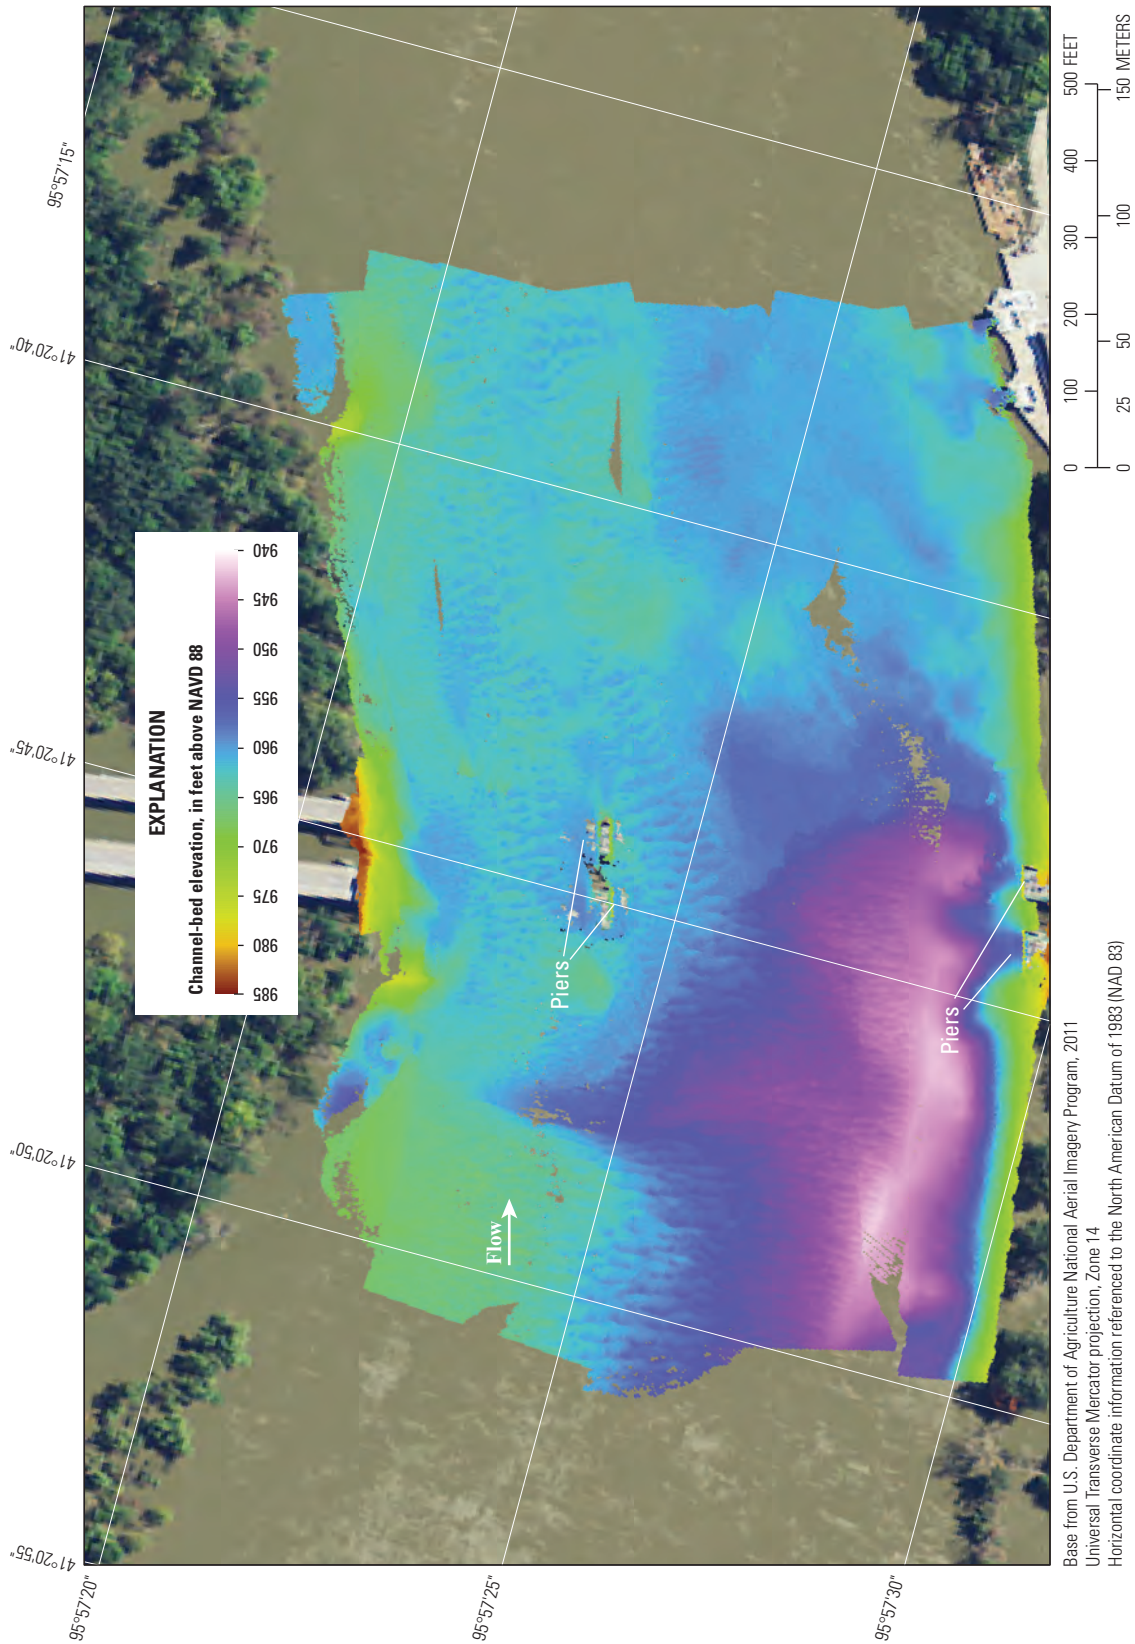 95°57'15"
41°20'40"
41°20'45"
41°20'50"
41°20'55"
95°57'20"
95°57'25"
95°57'30"
EXPLANATION
Channel-bed elevation, in feet above NAVD 88
985 980 975 970 965 960 955 950 945 940
Flow
Piers
Piers
0 100 200 300 400 500 FEET
0 25 50 100 150 METERS
Base from U.S. Department of Agriculture National Aerial Imagery Program, 2011
Universal Transverse Mercator projection, Zone 14
Horizontal coordinate information referenced to the North American Datum of 1983 (NAD 83)